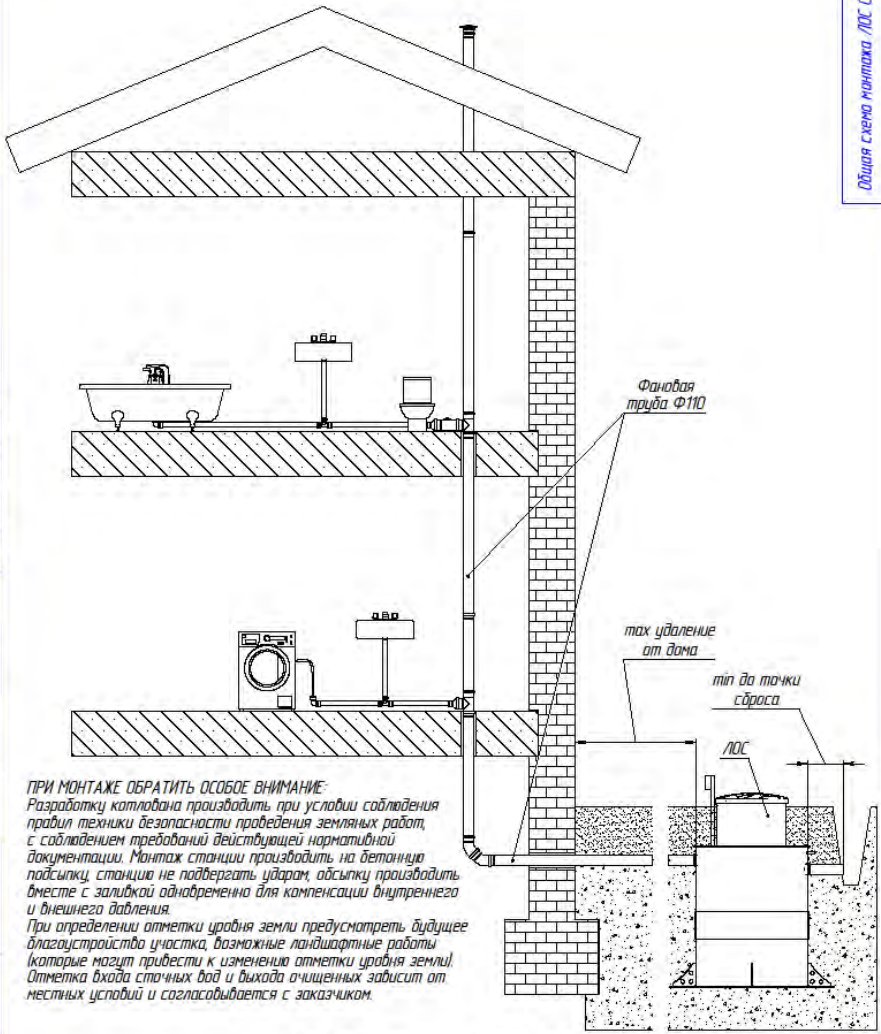 Общая схема монтажа ЛОС
Фановая
труба Ф110
max удаление
от дома
min до точки
сброса
ЛОС
ПРИ МОНТАЖЕ ОБРАТИТЬ ОСОБОЕ ВНИМАНИЕ:
Разработку котлована производить при условии соблюдения
правил техники безопасности проведения земляных работ,
с соблюдением требований действующей нормативной
документации. Монтаж станции производить на бетонную
подсыпку, станцию не подвергать ударам, обсыпку производить
вместе с заливкой одновременно для компенсации внутреннего
и внешнего давления.
При определении отметки уровня земли предусмотреть будущее
благоустройство участка, возможные ландшафтные работы
(которые могут привести к изменению отметки уровня земли).
Отметка входа сточных вод и выхода очищенных зависит от
местных условий и согласовывается с заказчиком.